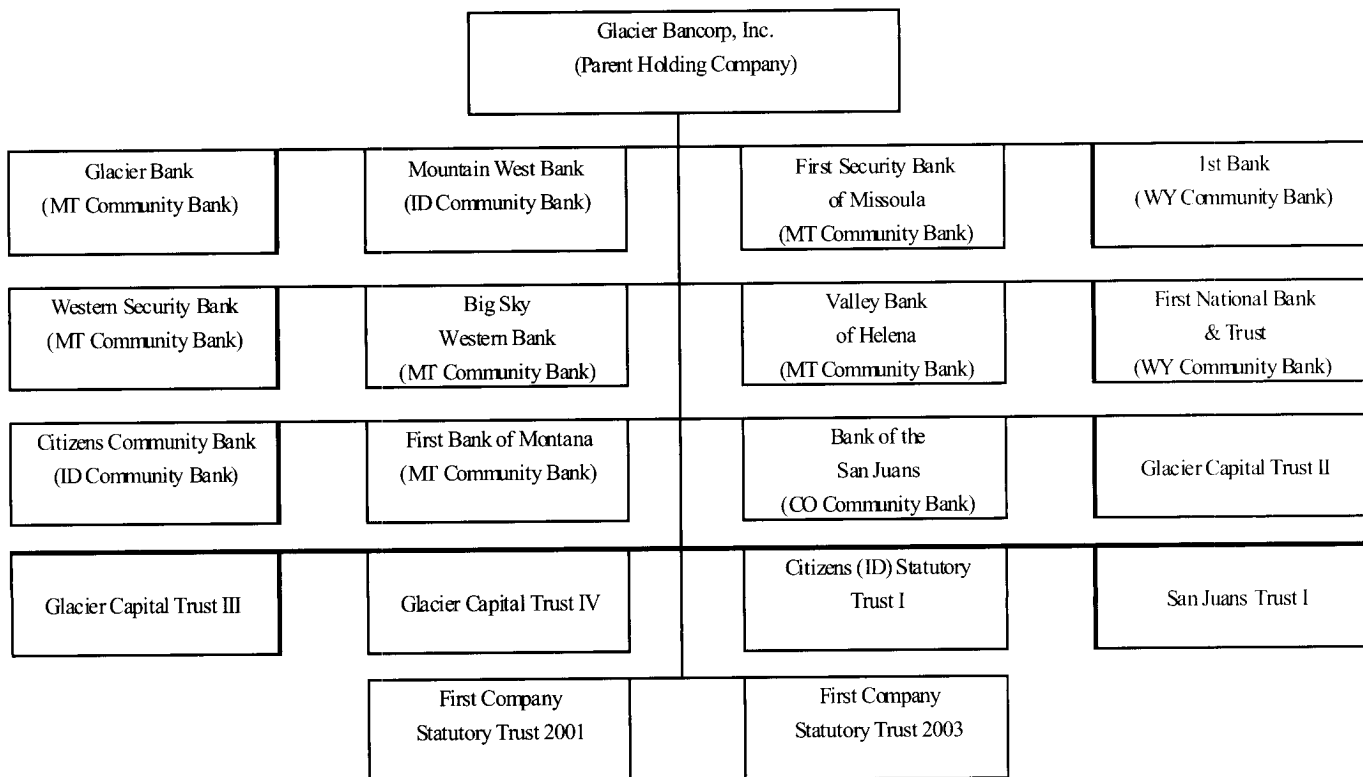 Glacier Bancorp, Inc.
(Parent Holding Company)
Glacier Bank
(MT Community Bank)
Mountain West Bank
(ID Community Bank)
First Security Bank
of Missoula
(MT Community Bank)
1st Bank
(WY Community Bank)
Western Security Bank
(MT Community Bank)
Big Sky
Western Bank
(MT Community Bank)
Valley Bank
of Helena
(MT Community Bank)
First National Bank
& Trust
(WY Community Bank)
Citizens Community Bank
(ID Community Bank)
First Bank of Montana
(MT Community Bank)
Bank of the
San Juans
(CO Community Bank)
Glacier Capital Trust II
Glacier Capital Trust III
Glacier Capital Trust IV
Citizens (ID) Statutory
Trust I
San Juans Trust I
First Company
Statutory Trust 2001
First Company
Statutory Trust 2003